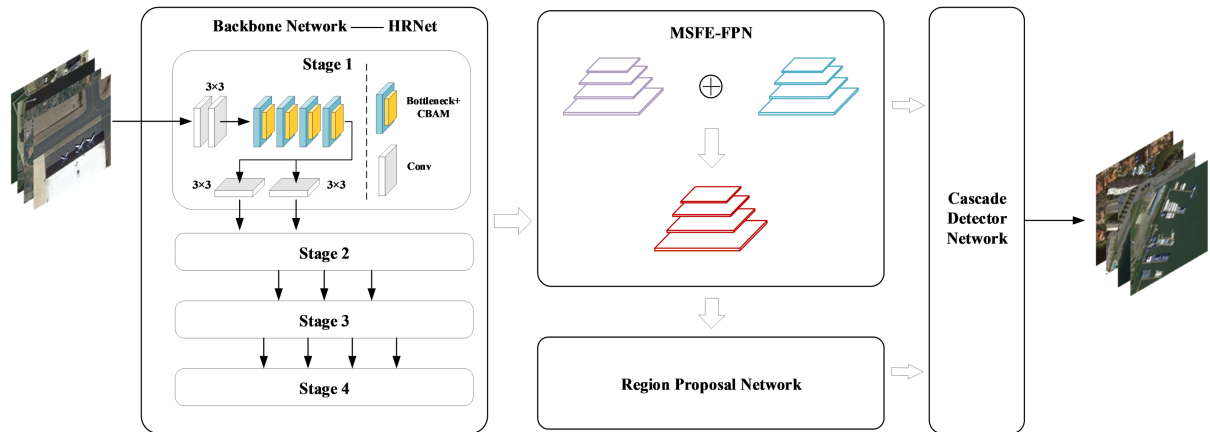 Backbone Network —— HRNet
Stage 1
3×3
Bottleneck+
CBAM
Conv
3×3
3×3
Stage 2
Stage 3
Stage 4
MSFE-FPN
Region Proposal Network
Cascade
Detector
Network